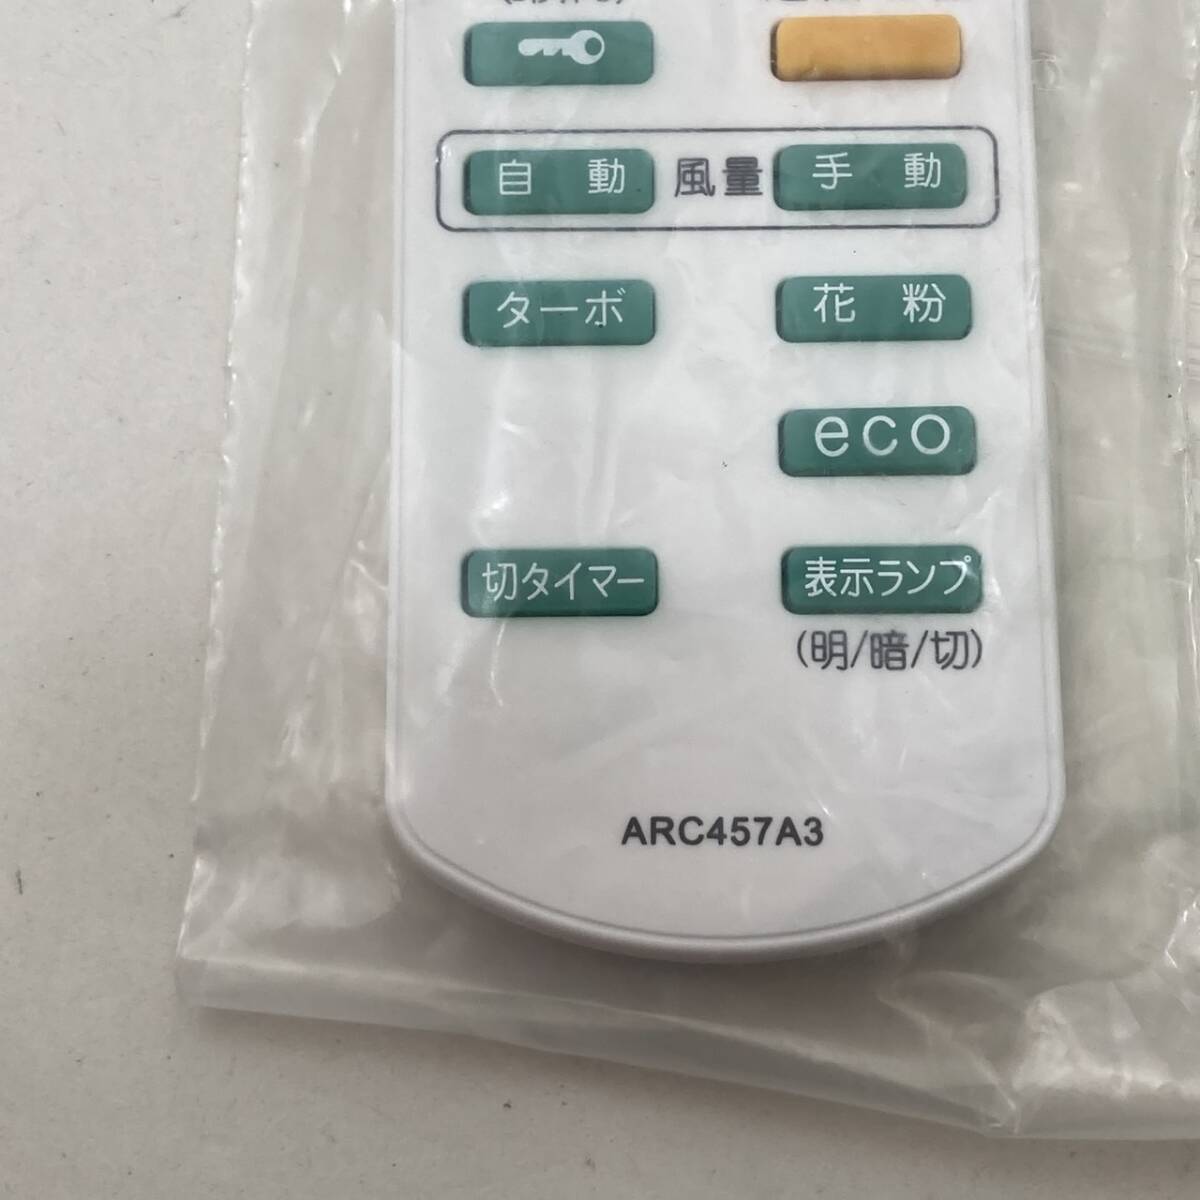 自動 風量 手動
ターボ 花粉
eco
切タイマー 表示ランプ
(明/暗/切)
ARC457A3